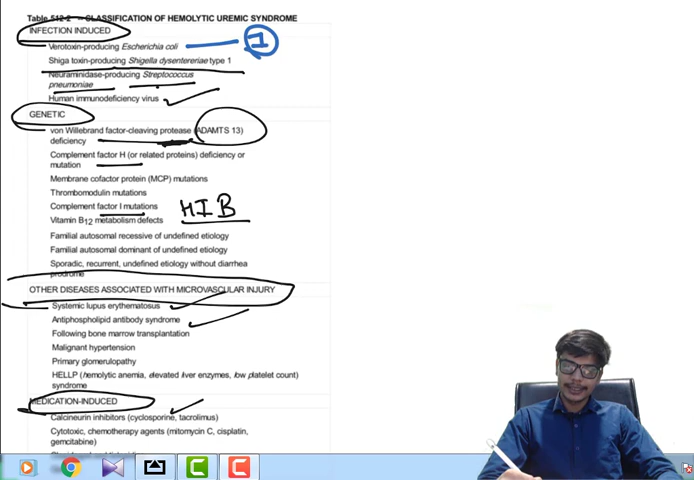 Table 512-2 CLASSIFICATION OF HEMOLYTIC UREMIC SYNDROME
INFECTION INDUCED
Verotoxin-producing Escherichia coli
1
Shiga toxin-producing Shigella dysentereriae type 1
Neuraminidase-producing Streptococcus
pneumoniae
Human immunodeficiency virus
GENETIC
von Willebrand factor-cleaving protease (ADAMTS 13)
deficiency
Complement factor H (or related proteins) deficiency or
mutation
Membrane cofactor protein (MCP) mutations
Thrombomodulin mutations
Complement factor I mutations
HIB
Vitamin B12 metabolism defects
Familial autosomal recessive of undefined etiology
Familial autosomal dominant of undefined etiology
Sporadic, recurrent, undefined etiology without diarrhea
prodrome
OTHER DISEASES ASSOCIATED WITH MICROVASCULAR INJURY
Systemic lupus erythematosus
Antiphospholipid antibody syndrome
Following bone marrow transplantation
Malignant hypertension
Primary glomerulopathy
HELLP (hemolytic anemia, elevated liver enzymes, low platelet count)
syndrome
MEDICATION-INDUCED
Calcineurin inhibitors (cyclosporine, tacrolimus)
Cytotoxic, chemotherapy agents (mitomycin C, cisplatin,
gemcitabine)